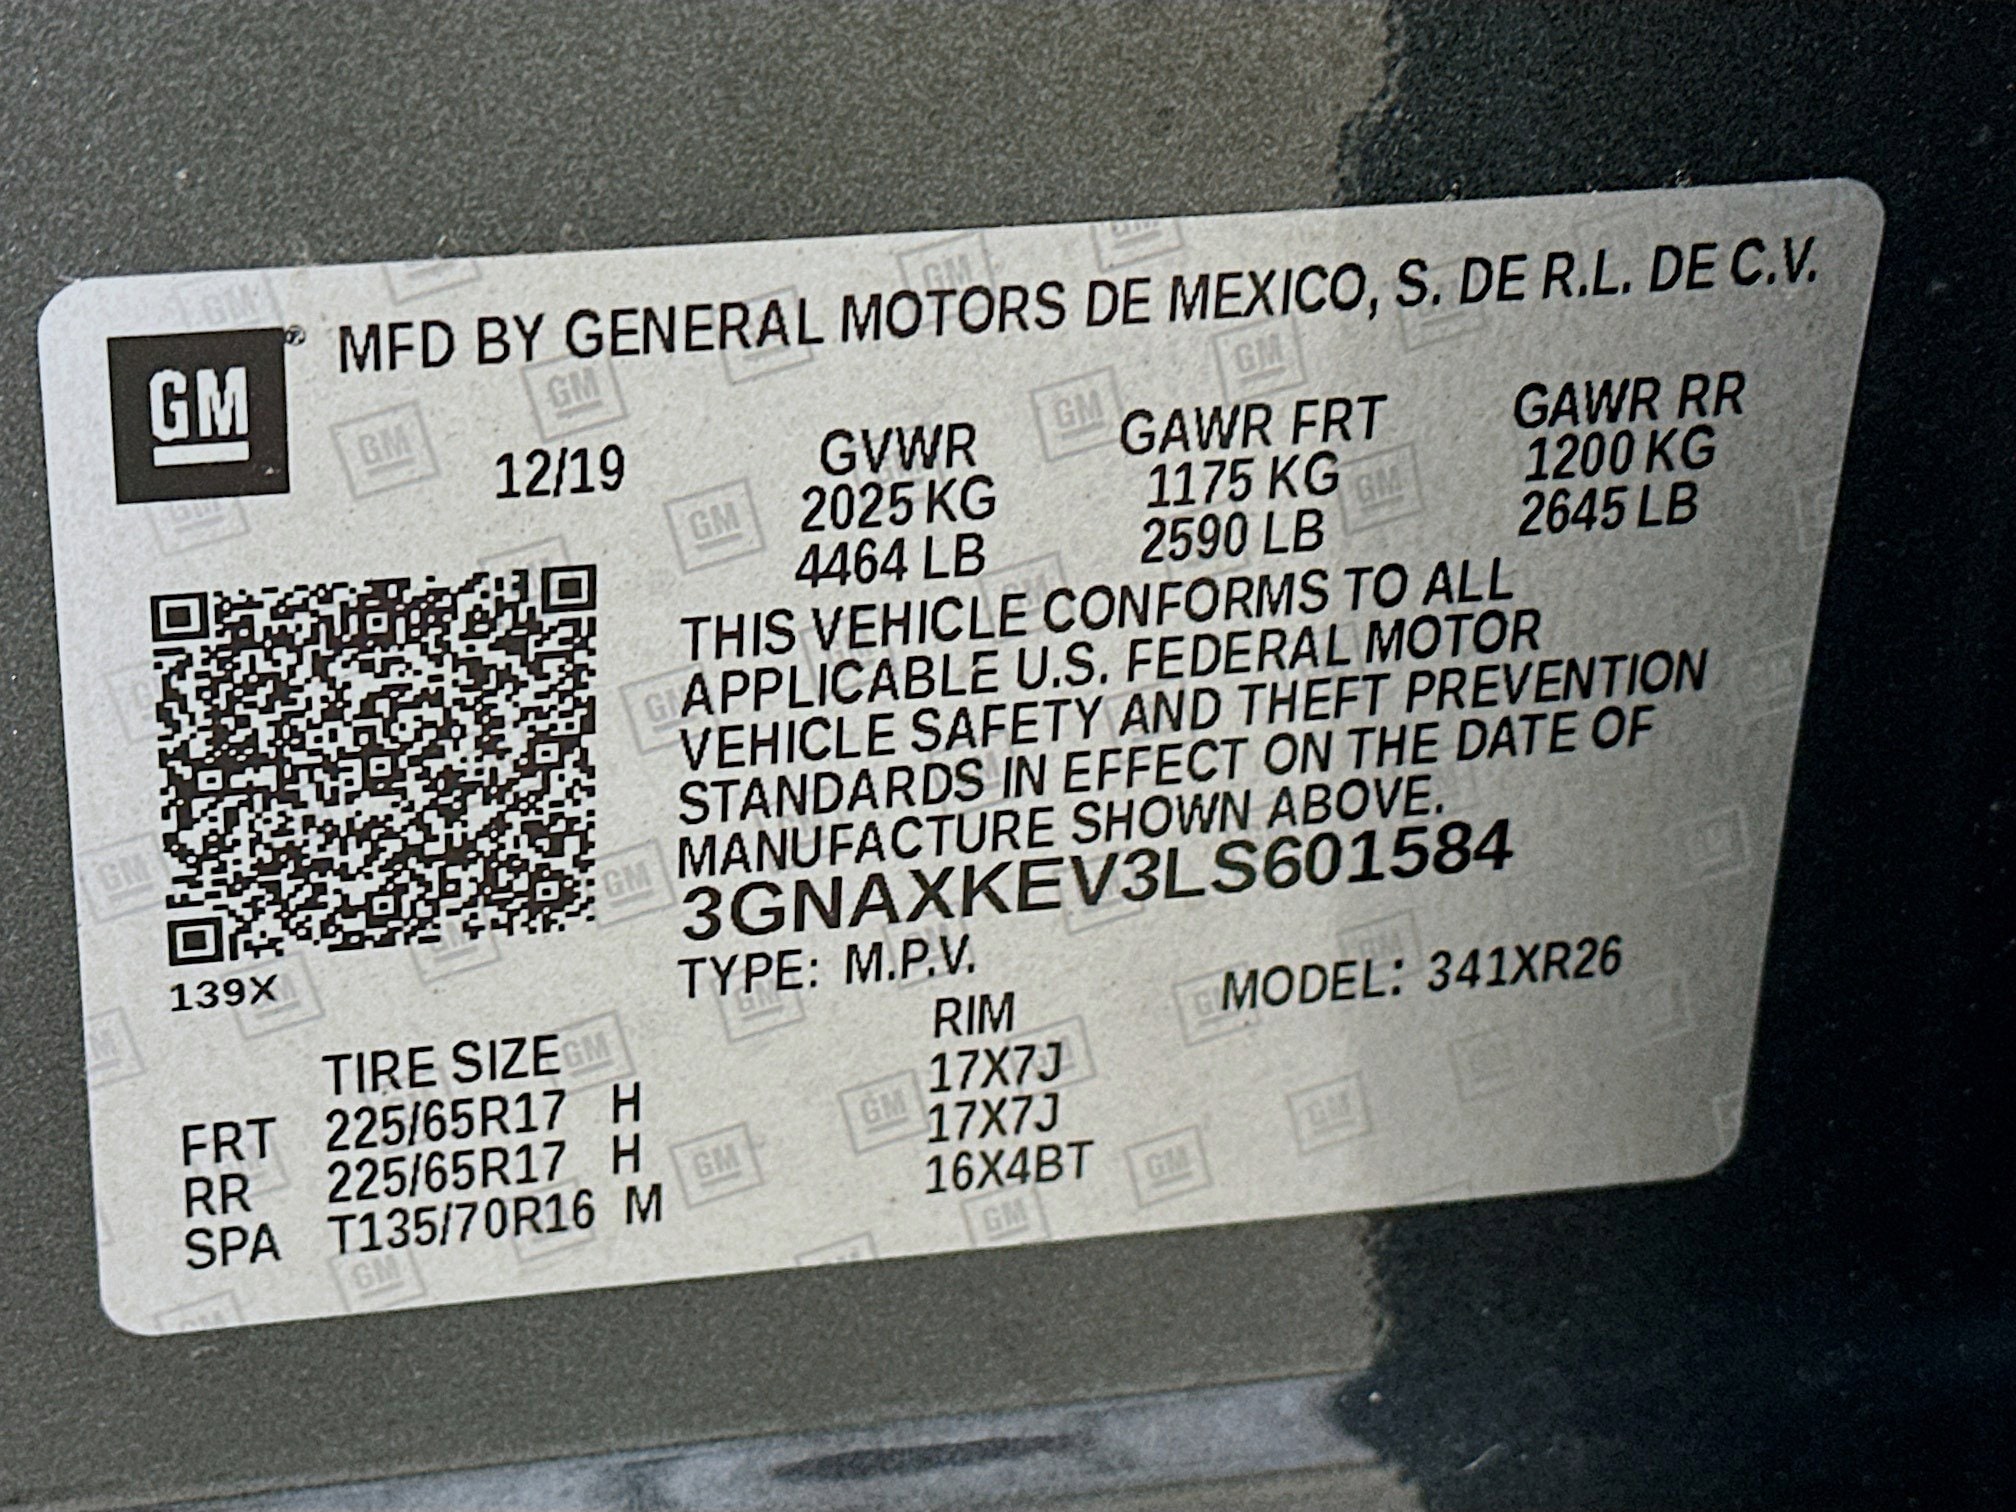 GM® MFD BY GENERAL MOTORS DE MEXICO, S. DE R.L. DE C.V.
12/19 GVWR GAWR FRT GAWR RR
2025 KG 1175 KG 1200 KG
4464 LB 2590 LB 2645 LB
THIS VEHICLE CONFORMS TO ALL
APPLICABLE U.S. FEDERAL MOTOR
VEHICLE SAFETY AND THEFT PREVENTION
STANDARDS IN EFFECT ON THE DATE OF
MANUFACTURE SHOWN ABOVE.
3GNAXKEV3LS601584
139X
TYPE: M.P.V. MODEL: 341XR26
TIRE SIZE RIM
FRT 225/65R17 H 17X7J
RR 225/65R17 H 17X7J
SPA T135/70R16 M 16X4BT